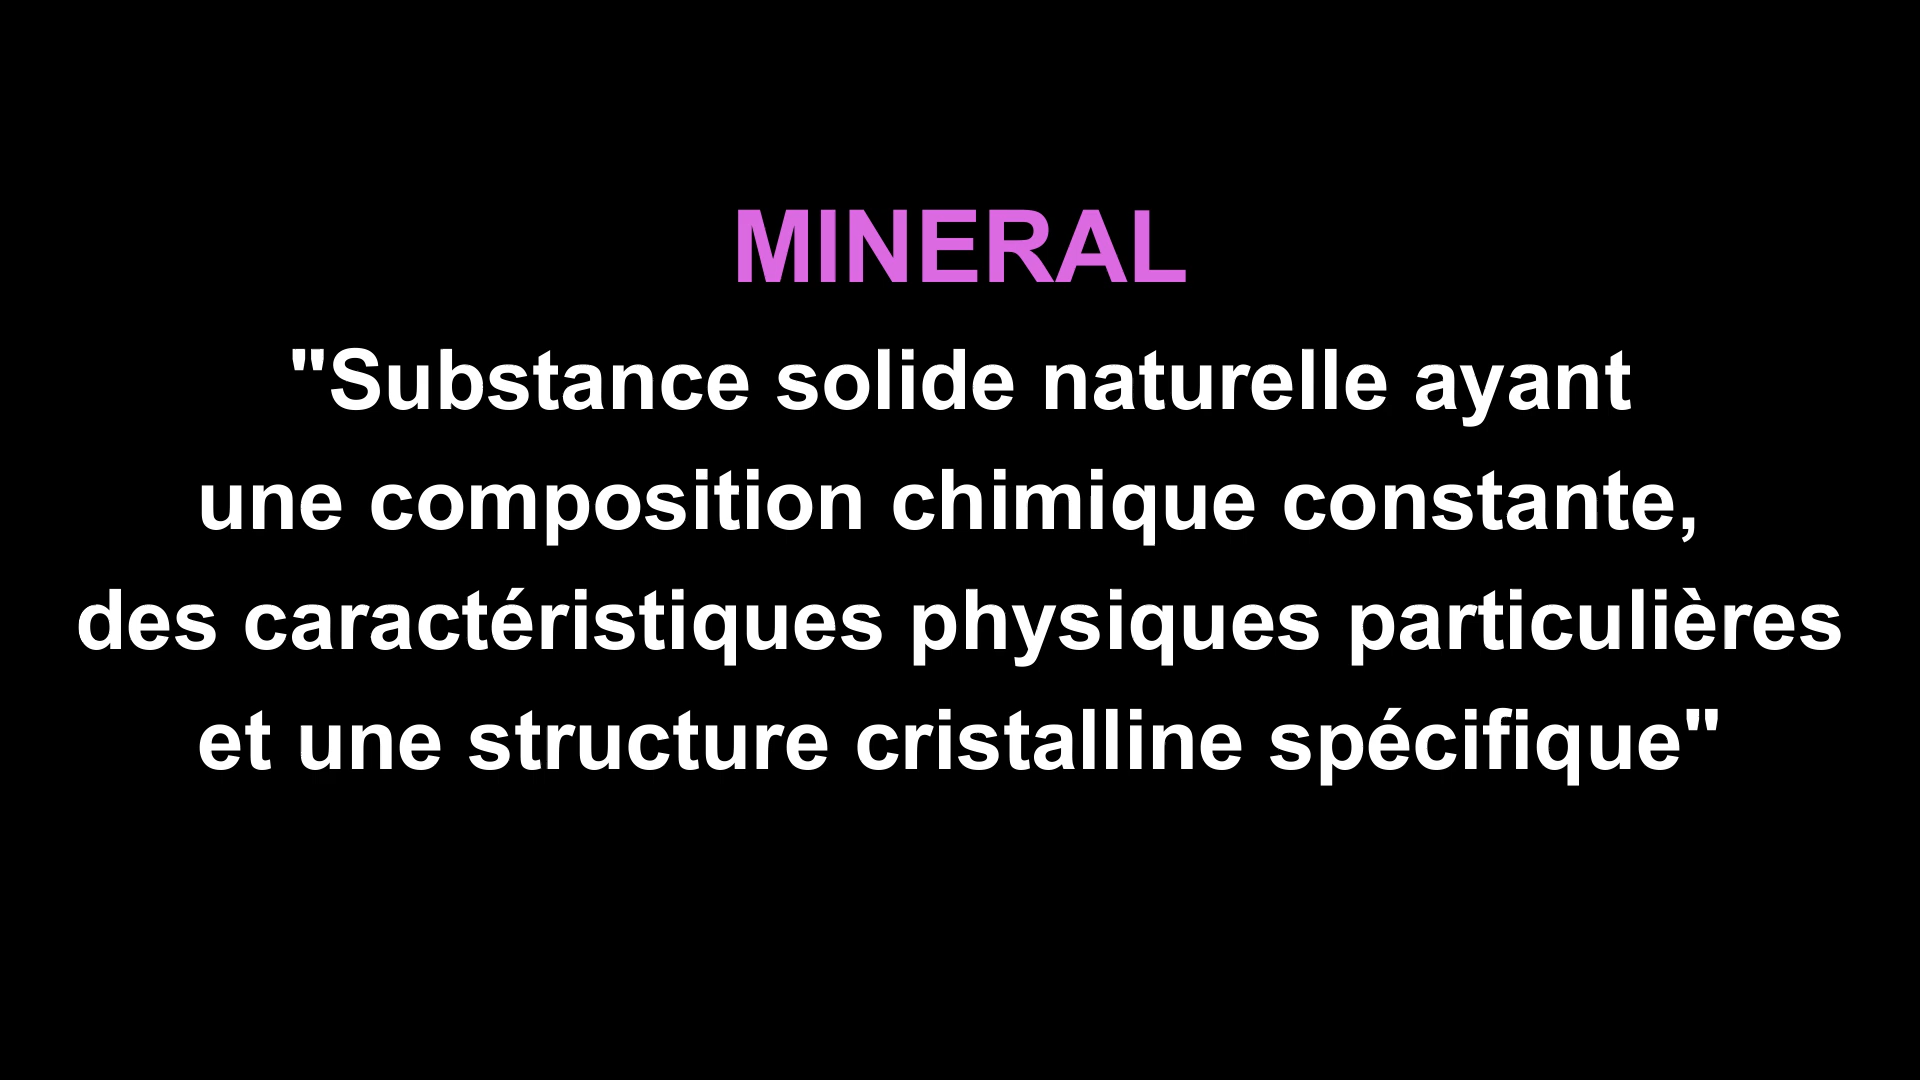 MINERAL
"Substance solide naturelle ayant
une composition chimique constante,
des caractéristiques physiques particulières
et une structure cristalline spécifique"